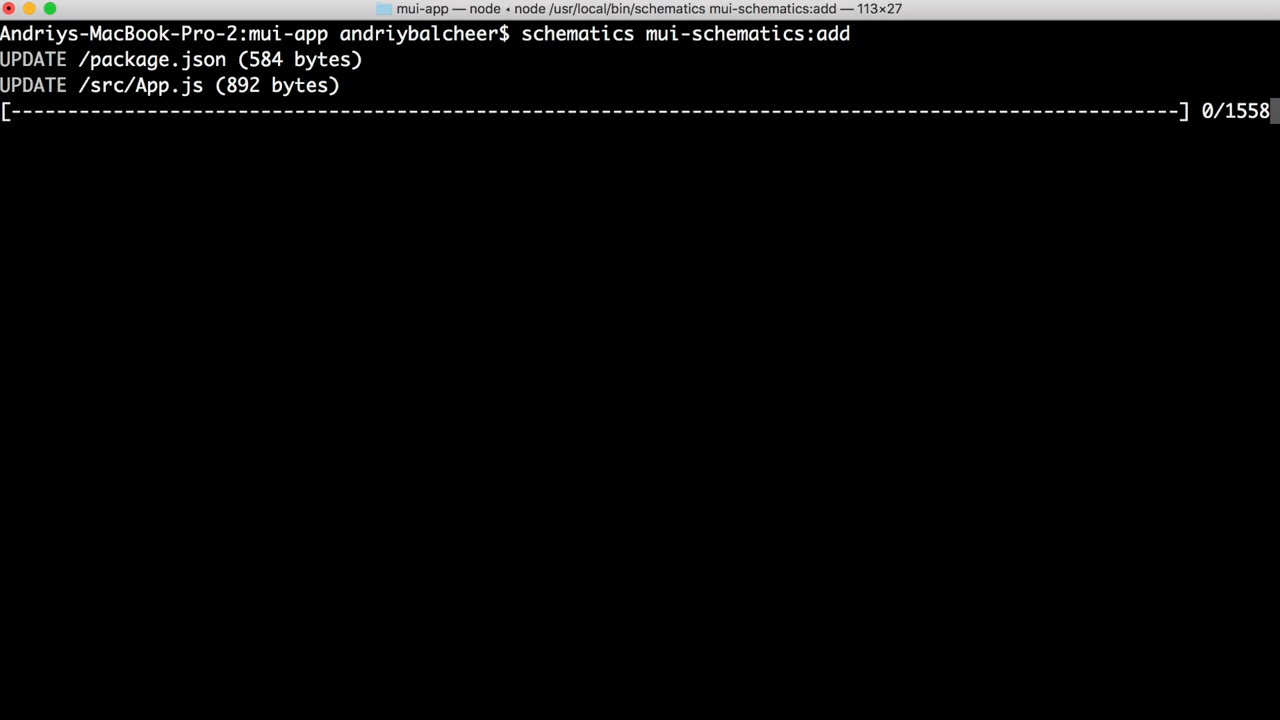 mui-app — node ◂ node /usr/local/bin/schematics mui-schematics:add — 113×27
Andriys-MacBook-Pro-2:mui-app andriybalcheer$ schematics mui-schematics:add
UPDATE /package.json (584 bytes)
UPDATE /src/App.js (892 bytes)
[--------------------------------------------------------------------------------------------------------] 0/1558